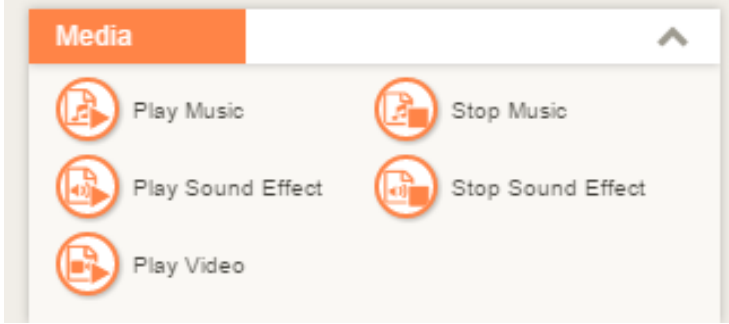 Media
Play Music
Stop Music
Play Sound Effect
Stop Sound Effect
Play Video